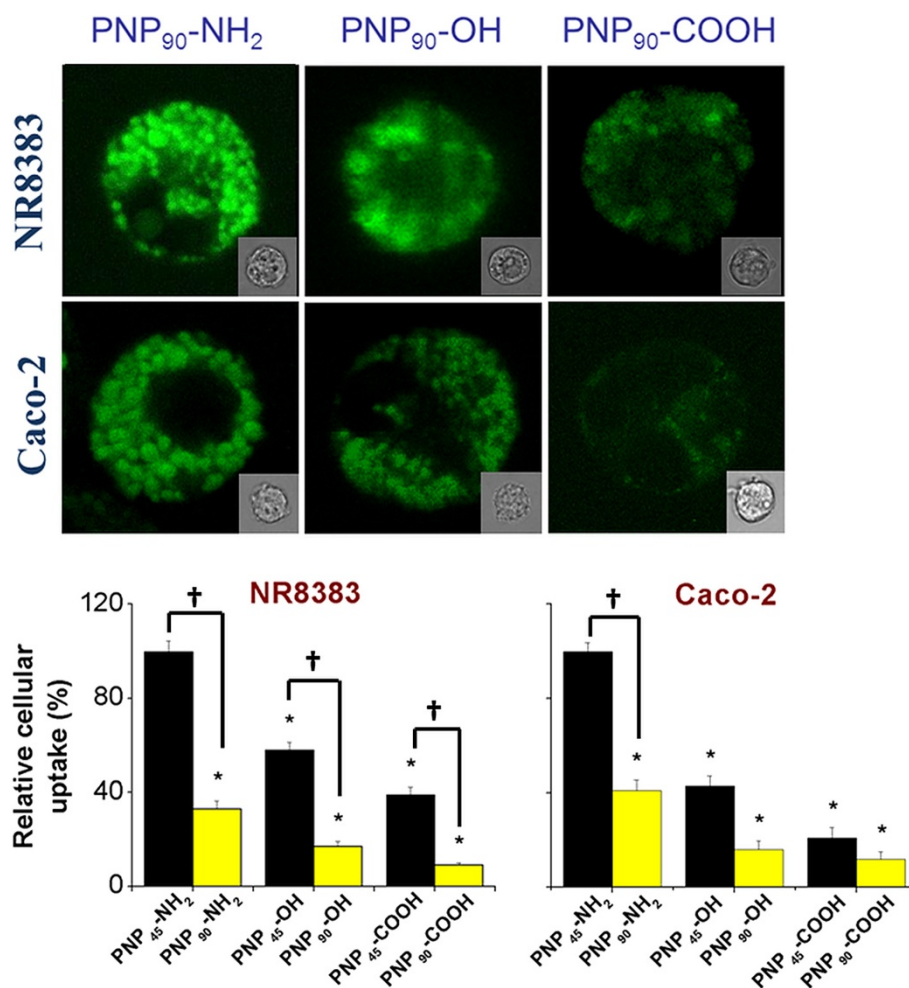 PNP₉₀-NH₂ PNP₉₀-OH PNP₉₀-COOH
NR8383
Caco-2
NR8383 Caco-2
Relative cellular
uptake (%)
120
80
40
0
† † † †
* * * * *
* * * * *
PNP₄₅-NH₂
PNP₉₀-NH₂
PNP₄₅-OH
PNP₉₀-OH
PNP₄₅-COOH
PNP₉₀-COOH
PNP₄₅-NH₂
PNP₉₀-NH₂
PNP₄₅-OH
PNP₉₀-OH
PNP₄₅-COOH
PNP₉₀-COOH